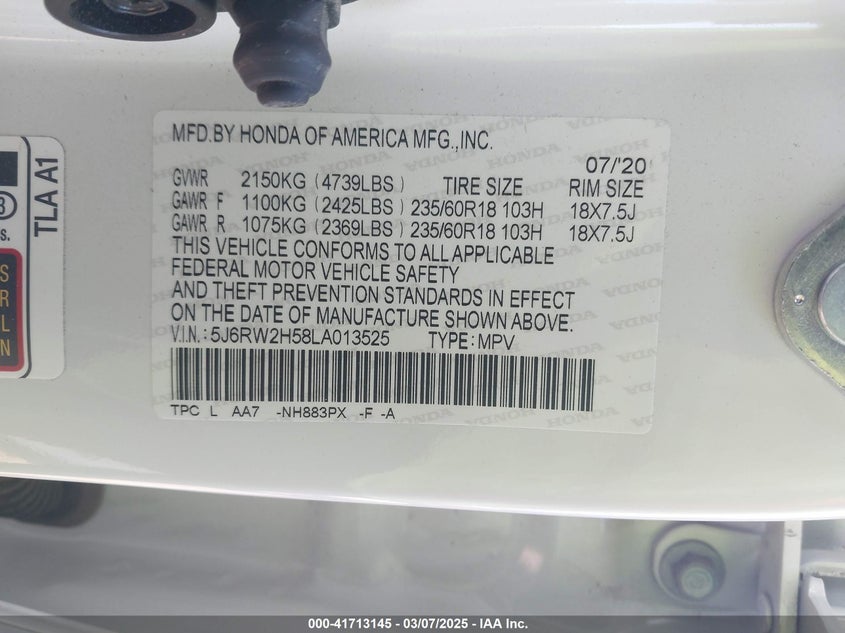 MFD.BY HONDA OF AMERICA MFG.,INC.
07/'20
GVWR 2150KG (4739LBS) TIRE SIZE RIM SIZE
GAWR F 1100KG (2425LBS) 235/60R18 103H 18X7.5J
GAWR R 1075KG (2369LBS) 235/60R18 103H 18X7.5J
THIS VEHICLE CONFORMS TO ALL APPLICABLE
FEDERAL MOTOR VEHICLE SAFETY
AND THEFT PREVENTION STANDARDS IN EFFECT
ON THE DATE OF MANUFACTURE SHOWN ABOVE.
V.I.N.: 5J6RW2H58LA013525 TYPE: MPV
TPC L AA7 -NH883PX -F -A
TLA A1
000-41713145 | 03/07/2025 | IAA Inc.